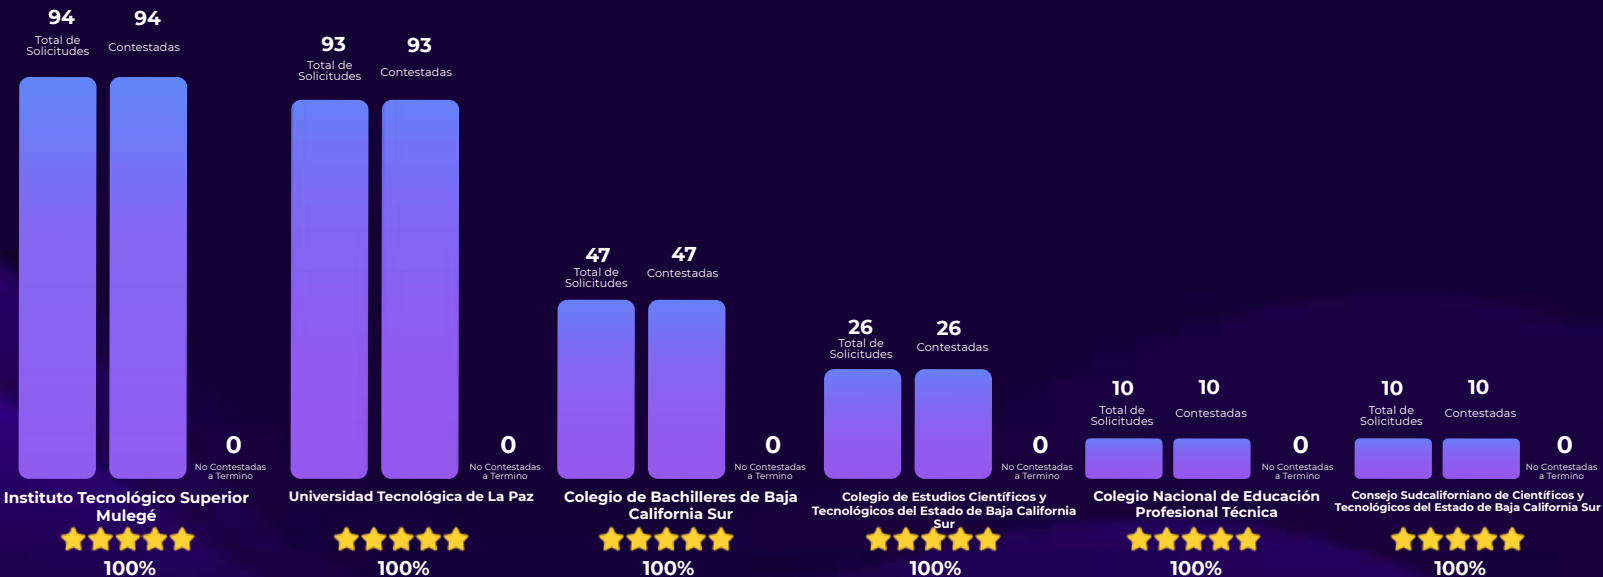 94
Total de
Solicitudes
94
Contestadas
0
No Contestadas
a Termino
Instituto Tecnológico Superior
Mulegé
100%
93
Total de
Solicitudes
93
Contestadas
0
No Contestadas
a Termino
Universidad Tecnológica de La Paz
100%
47
Total de
Solicitudes
47
Contestadas
0
No Contestadas
a Termino
Colegio de Bachilleres de Baja
California Sur
100%
26
Total de
Solicitudes
26
Contestadas
0
No Contestadas
a Termino
Colegio de Estudios Científicos y
Tecnológicos del Estado de Baja California
Sur
100%
10
Total de
Solicitudes
10
Contestadas
0
No Contestadas
a Termino
Colegio Nacional de Educación
Profesional Técnica
100%
10
Total de
Solicitudes
10
Contestadas
0
No Contestadas
a Termino
Consejo Sudcaliforniano de Científicos y
Tecnológicos del Estado de Baja California Sur
100%